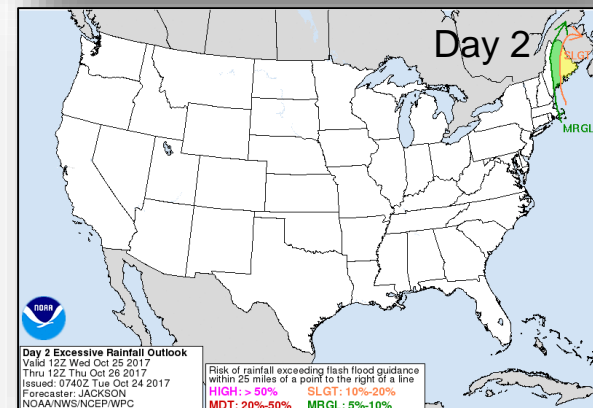 Day 2
SLGT
MRGL
NOAA
Day 2 Excessive Rainfall Outlook
Valid 12Z Wed Oct 25 2017
Thru 12Z Thu Oct 26 2017
Issued: 0740Z Tue Oct 24 2017
Forecaster: JACKSON
NOAA/NWS/NCEP/WPC
Risk of rainfall exceeding flash flood guidance
within 25 miles of a point to the right of a line
HIGH: > 50% SLGT: 10%-20%
MDT: 20%-50% MRGL: 5%-10%